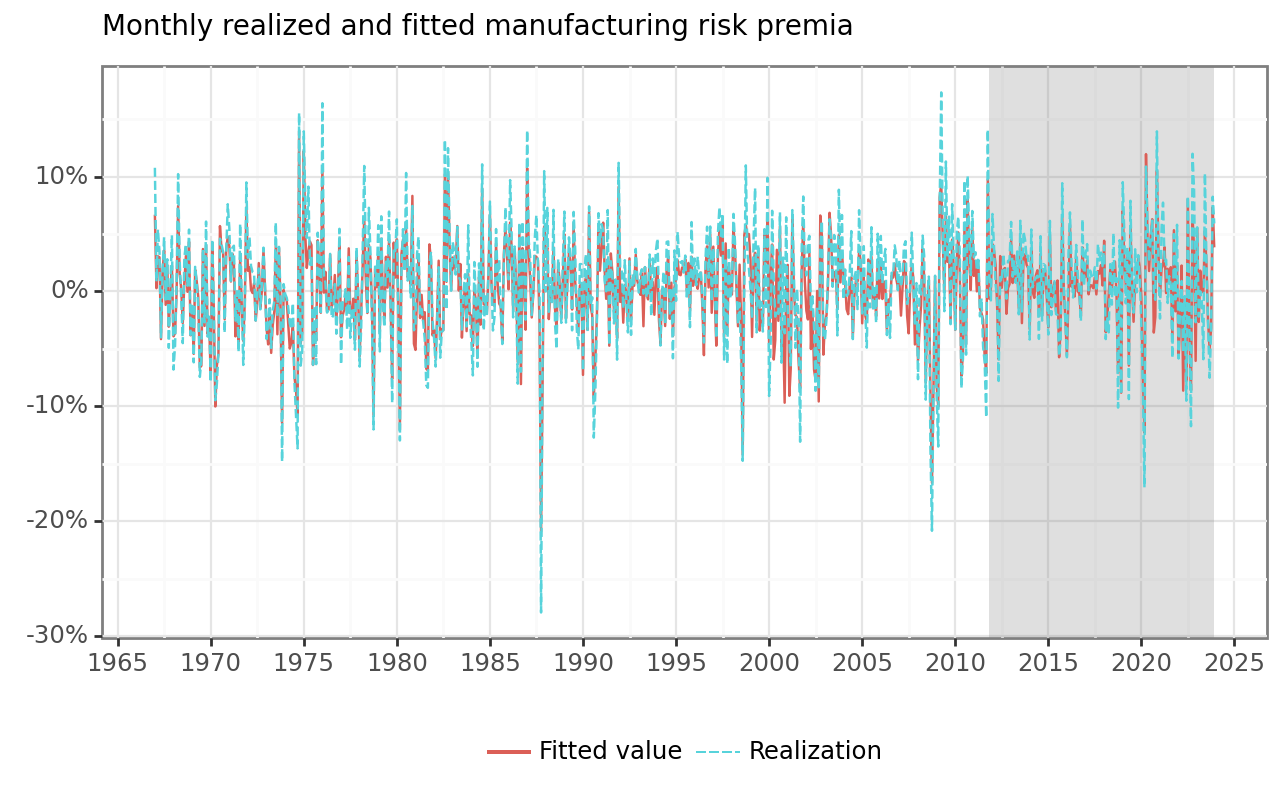 Monthly realized and fitted manufacturing risk premia
10%
0%
-10%
-20%
-30%
1965 1970 1975 1980 1985 1990 1995 2000 2005 2010 2015 2020 2025
Fitted value Realization